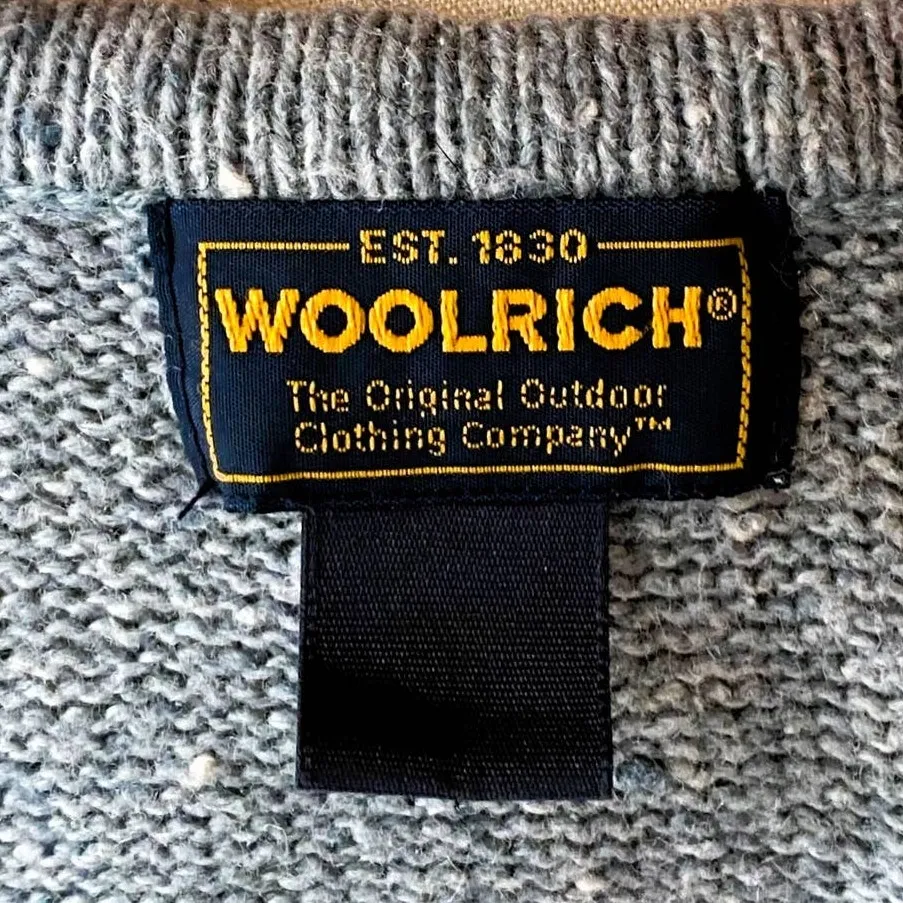 EST. 1830
WOOLRICH®
The Original Outdoor
Clothing Company™